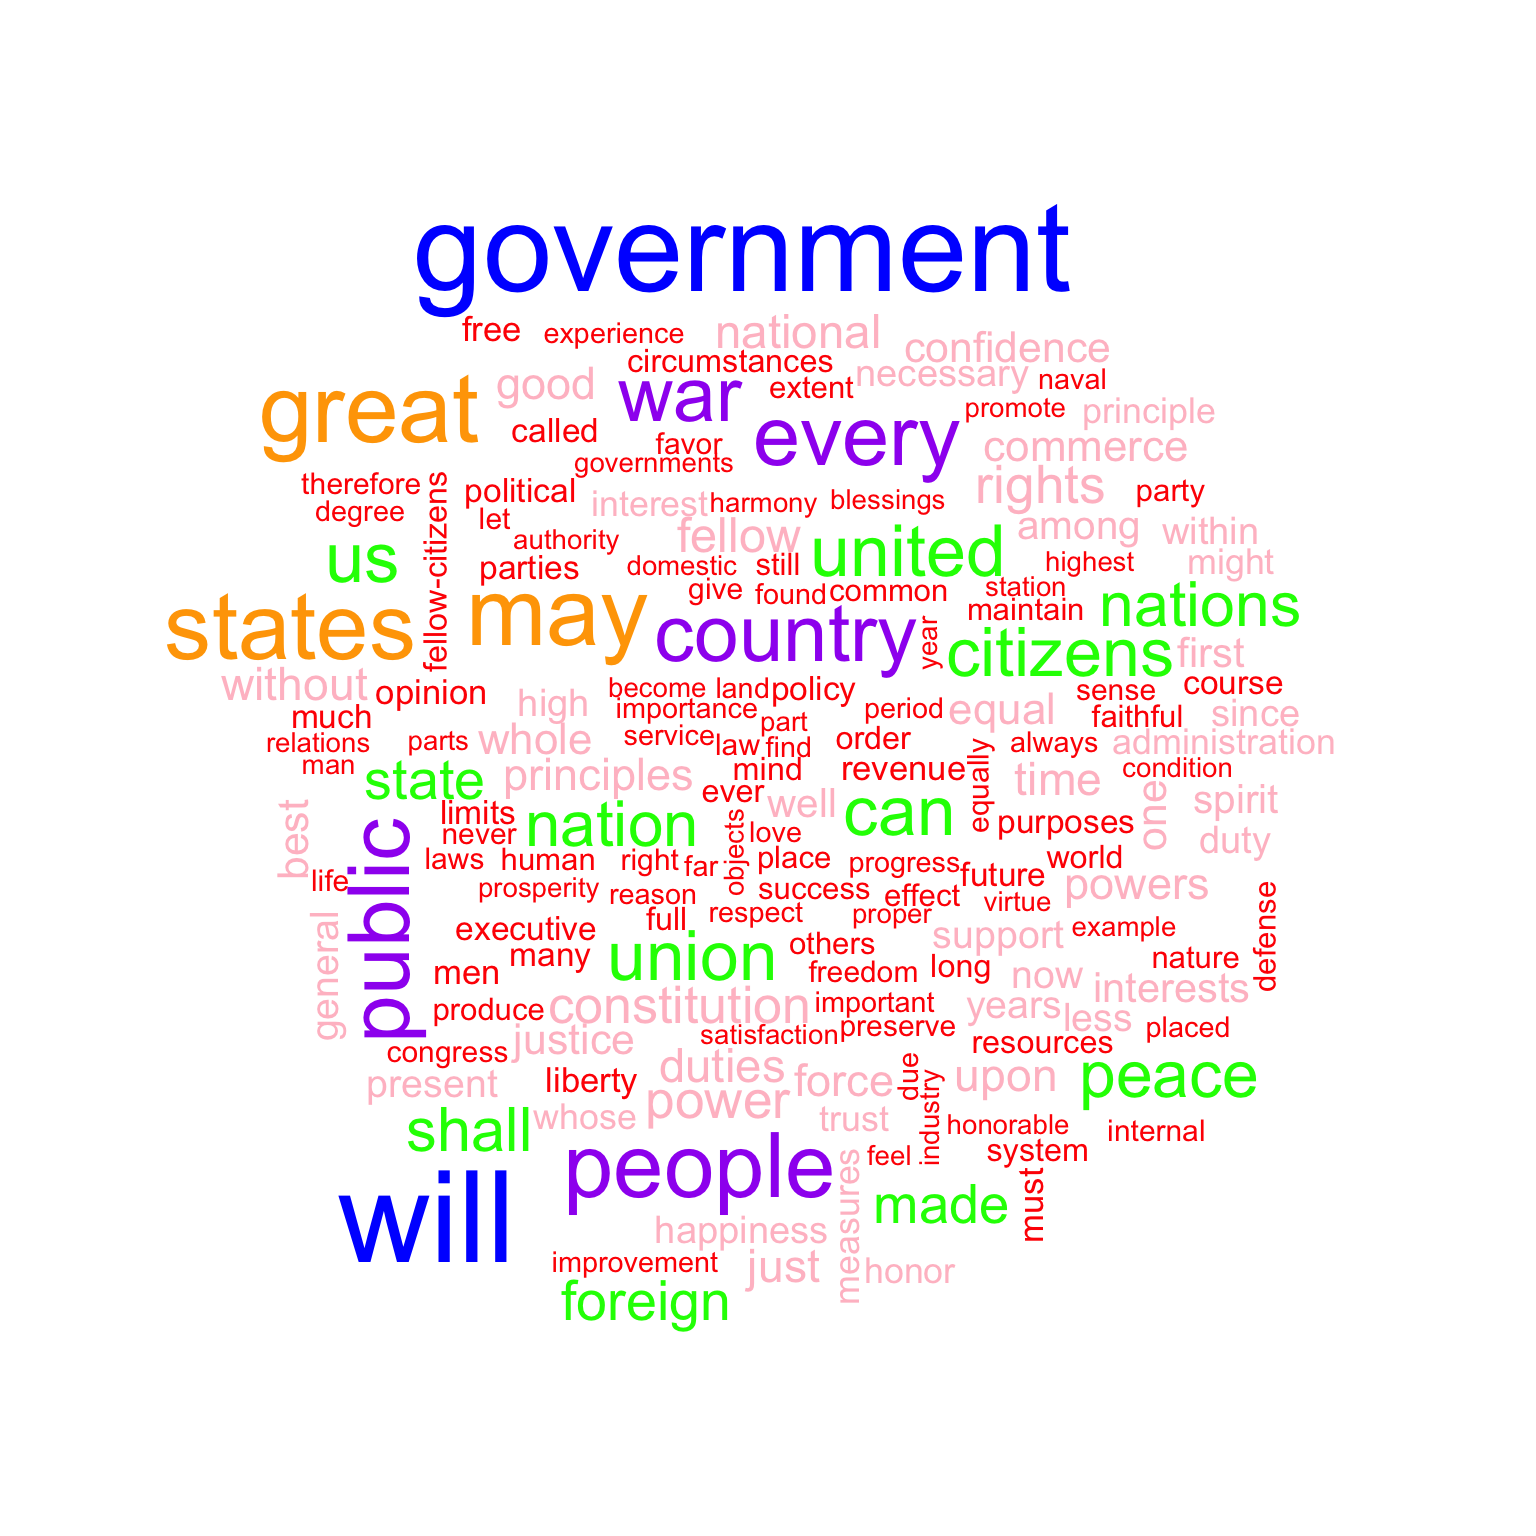 government
free experience national confidence
circumstances
great good war extent necessary naval
called favor every promote principle
governments commerce
therefore political interest harmony blessings rights party
degree fellow-citizens let authority fellow united among within
us parties domestic still highest might
states may give found common station maintain nations
country year citizens first
without opinion high become land policy equal sense course
much importance part period faithful since
relations parts whole service law find order equally always administration
man state principles mind revenue time condition
best public limits nation ever well can purposes one spirit
never objects love duty
laws human right far place progress world
life prosperity reason success effect future virtue powers
general executive full respect proper support example defense
many union others
men freedom long now nature
produce constitution important years interests
congress justice satisfaction preserve resources less placed
present liberty duties force due upon peace
shall whose power trust industry honorable internal
will people feel system
measures made must
happiness
improvement just honor
foreign